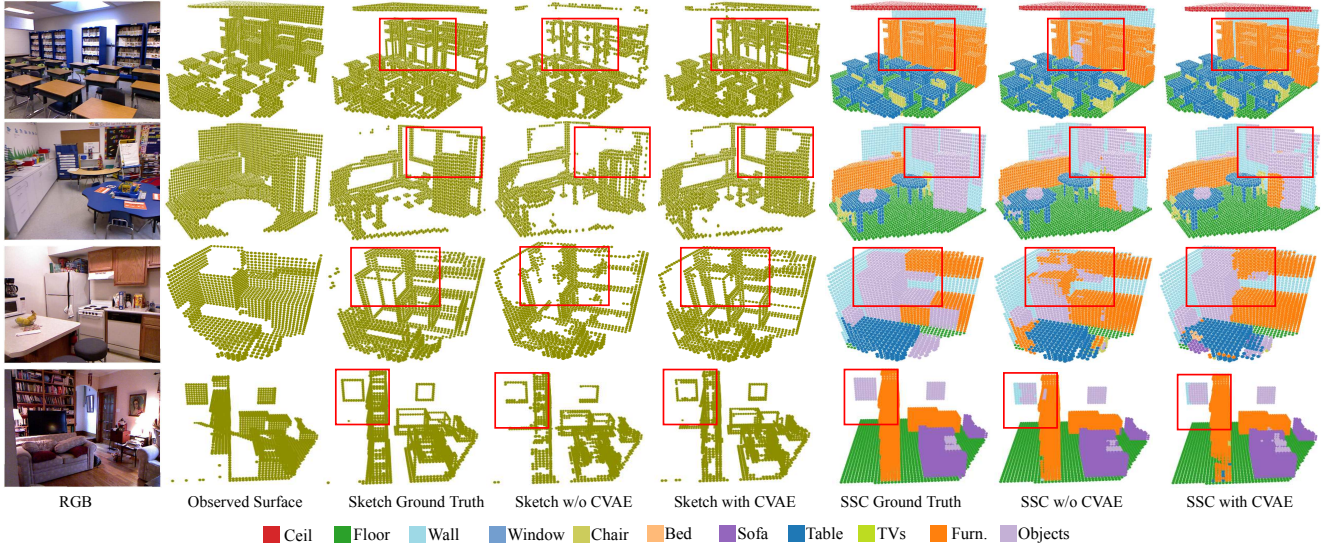 RGB Observed Surface Sketch Ground Truth Sketch w/o CVAE Sketch with CVAE SSC Ground Truth SSC w/o CVAE SSC with CVAE
Ceil Floor Wall Window Chair Bed Sofa Table TVs Furn. Objects